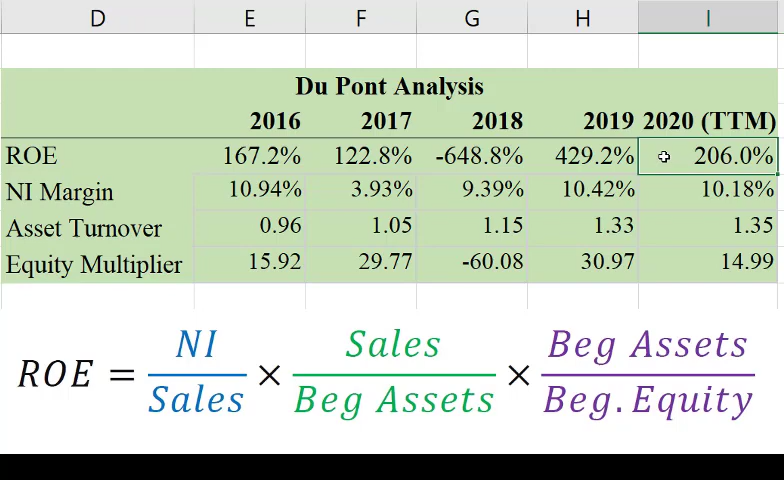 D E F G H I
Du Pont Analysis
2016 2017 2018 2019 2020 (TTM)
ROE 167.2% 122.8% -648.8% 429.2% 206.0%
NI Margin 10.94% 3.93% 9.39% 10.42% 10.18%
Asset Turnover 0.96 1.05 1.15 1.33 1.35
Equity Multiplier 15.92 29.77 -60.08 30.97 14.99
ROE = NI / Sales × Sales / Beg Assets × Beg Assets / Beg. Equity